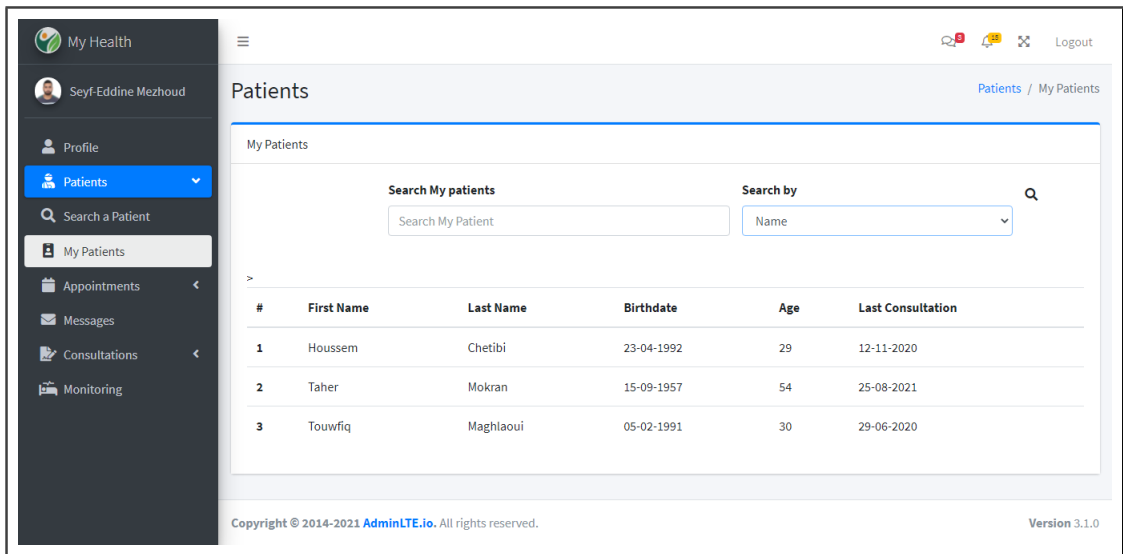 My Health
Logout
Seyf-Eddine Mezhoud
Patients
Patients / My Patients
Profile
Patients
Search a Patient
My Patients
Appointments
Messages
Consultations
Monitoring
My Patients
Search My patients Search by
Search My Patient Name
>
# First Name Last Name Birthdate Age Last Consultation
1 Houssem Chetibi 23-04-1992 29 12-11-2020
2 Taher Mokran 15-09-1957 54 25-08-2021
3 Touwfiq Maghlaoui 05-02-1991 30 29-06-2020
Copyright © 2014-2021 AdminLTE.io. All rights reserved. Version 3.1.0